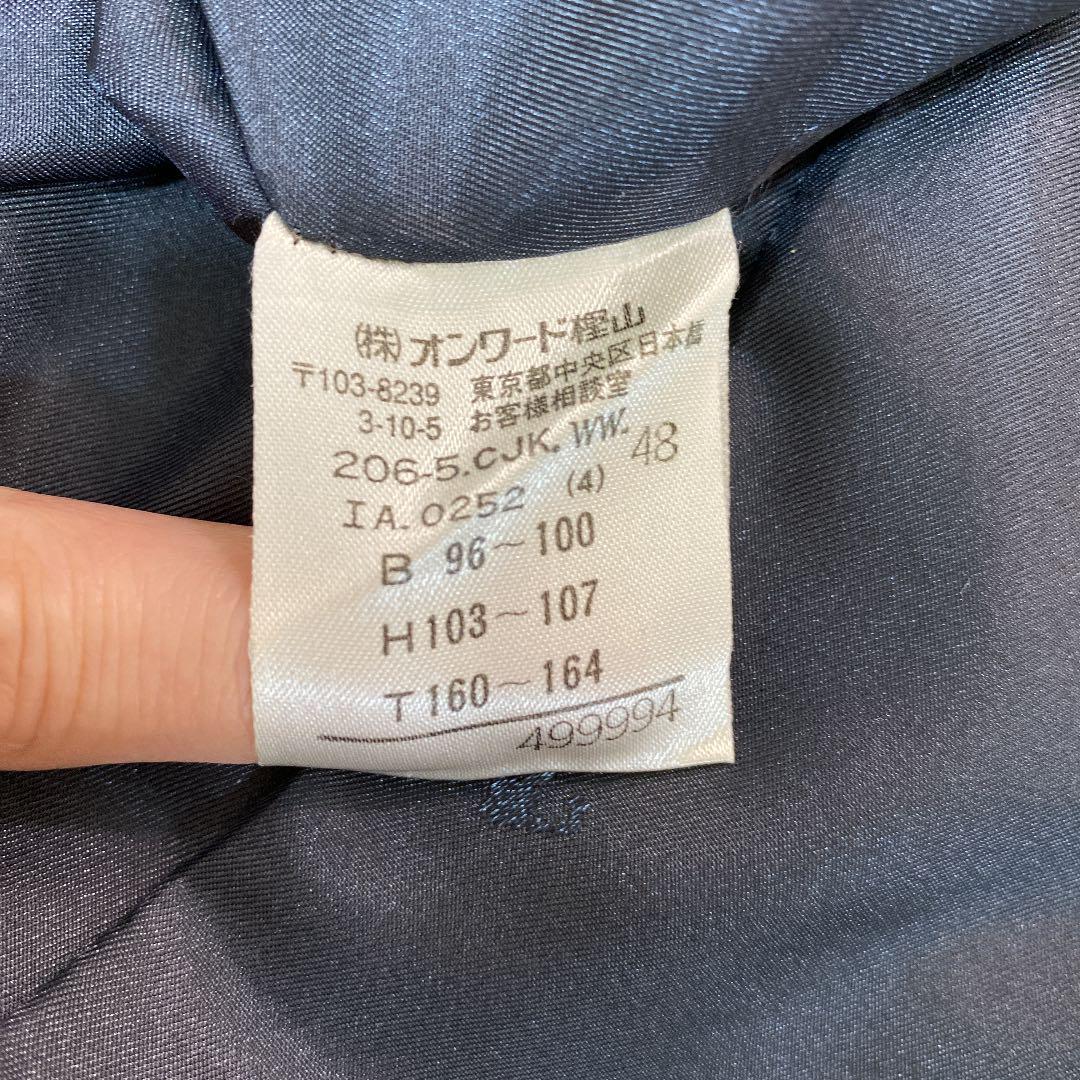 (株)オンワード樫山
〒103-8239 東京都中央区日本橋
3-10-5 お客様相談室
206-5.CJK.WW. 48
IA.0252 (4)
B 96～100
H 103～107
T 160～164
499994